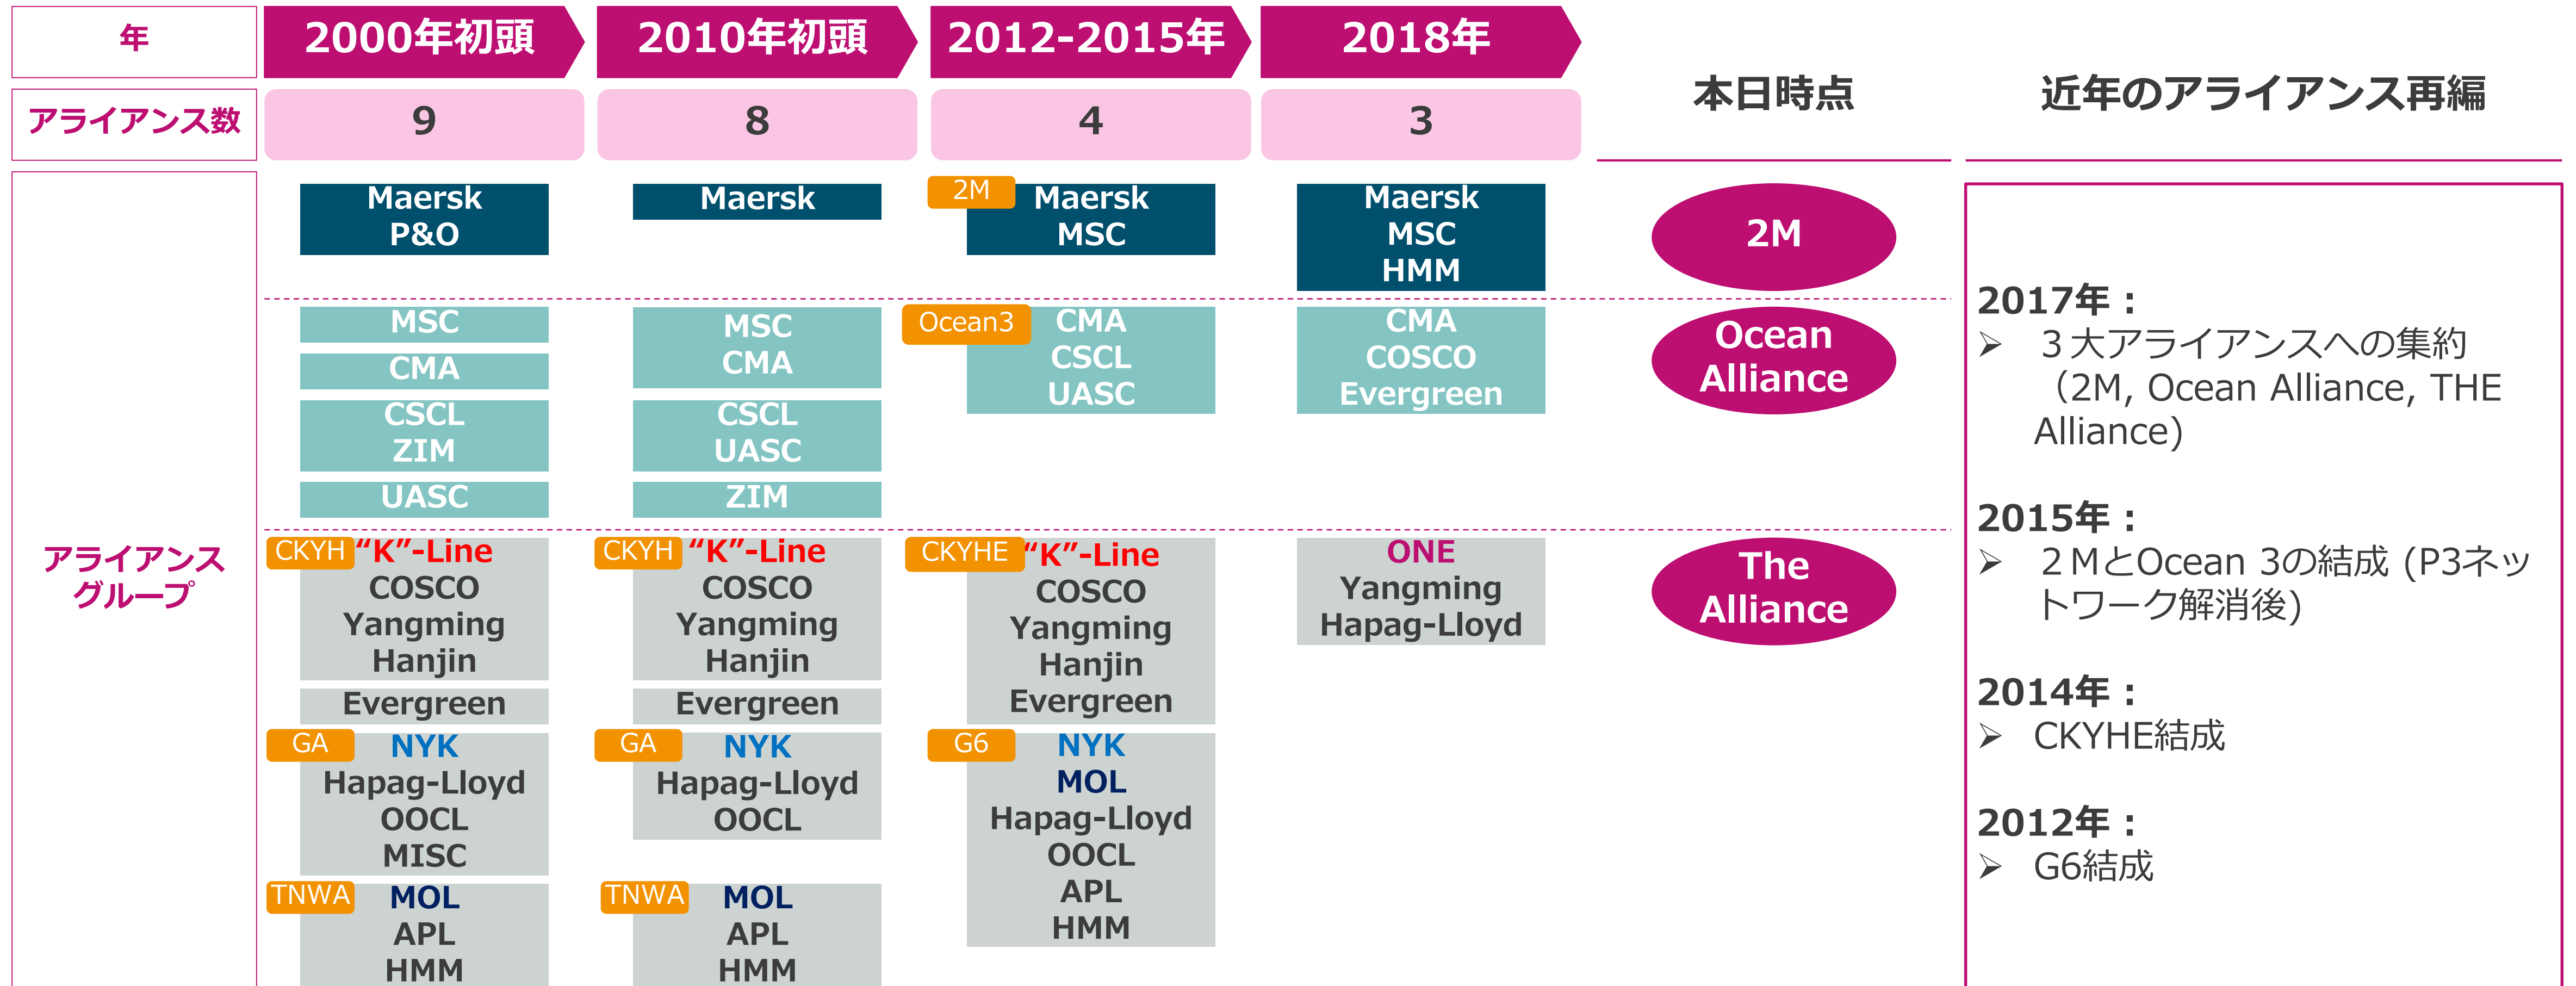 年
2000年初頭
2010年初頭
2012-2015年
2018年
アライアンス数
9
8
4
3
本日時点
近年のアライアンス再編
アライアンス
グループ
Maersk
P&O
MSC
CMA
CSCL
ZIM
UASC
CKYH
“K”-Line
COSCO
Yangming
Hanjin
Evergreen
GA
NYK
Hapag-Lloyd
OOCL
MISC
TNWA
MOL
APL
HMM
Maersk
MSC
CMA
CSCL
UASC
ZIM
CKYH
“K”-Line
COSCO
Yangming
Hanjin
Evergreen
GA
NYK
Hapag-Lloyd
OOCL
TNWA
MOL
APL
HMM
2M
Maersk
MSC
Ocean3
CMA
CSCL
UASC
CKYHE
“K”-Line
COSCO
Yangming
Hanjin
Evergreen
G6
NYK
MOL
Hapag-Lloyd
OOCL
APL
HMM
Maersk
MSC
HMM
CMA
COSCO
Evergreen
ONE
Yangming
Hapag-Lloyd
2M
Ocean
Alliance
The
Alliance
2017年：
➢ ３大アライアンスへの集約
（2M, Ocean Alliance, THE
Alliance)
2015年：
➢ ２MとOcean 3の結成 (P3ネッ
トワーク解消後)
2014年：
➢ CKYHE結成
2012年：
➢ G6結成